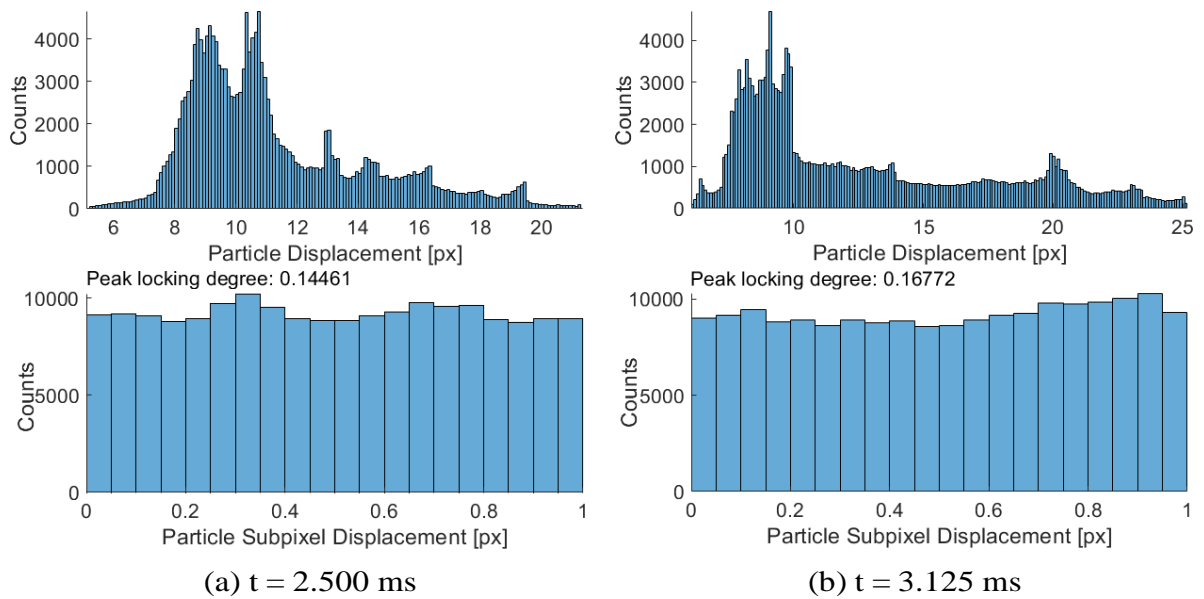 4000
3000
2000
1000
0
Counts
6 8 10 12 14 16 18 20
Particle Displacement [px]
4000
3000
2000
1000
0
Counts
10 15 20 25
Particle Displacement [px]
Peak locking degree: 0.14461
10000
5000
0
Counts
0 0.2 0.4 0.6 0.8 1
Particle Subpixel Displacement [px]
Peak locking degree: 0.16772
10000
5000
0
Counts
0 0.2 0.4 0.6 0.8 1
Particle Subpixel Displacement [px]
(a) t = 2.500 ms
(b) t = 3.125 ms